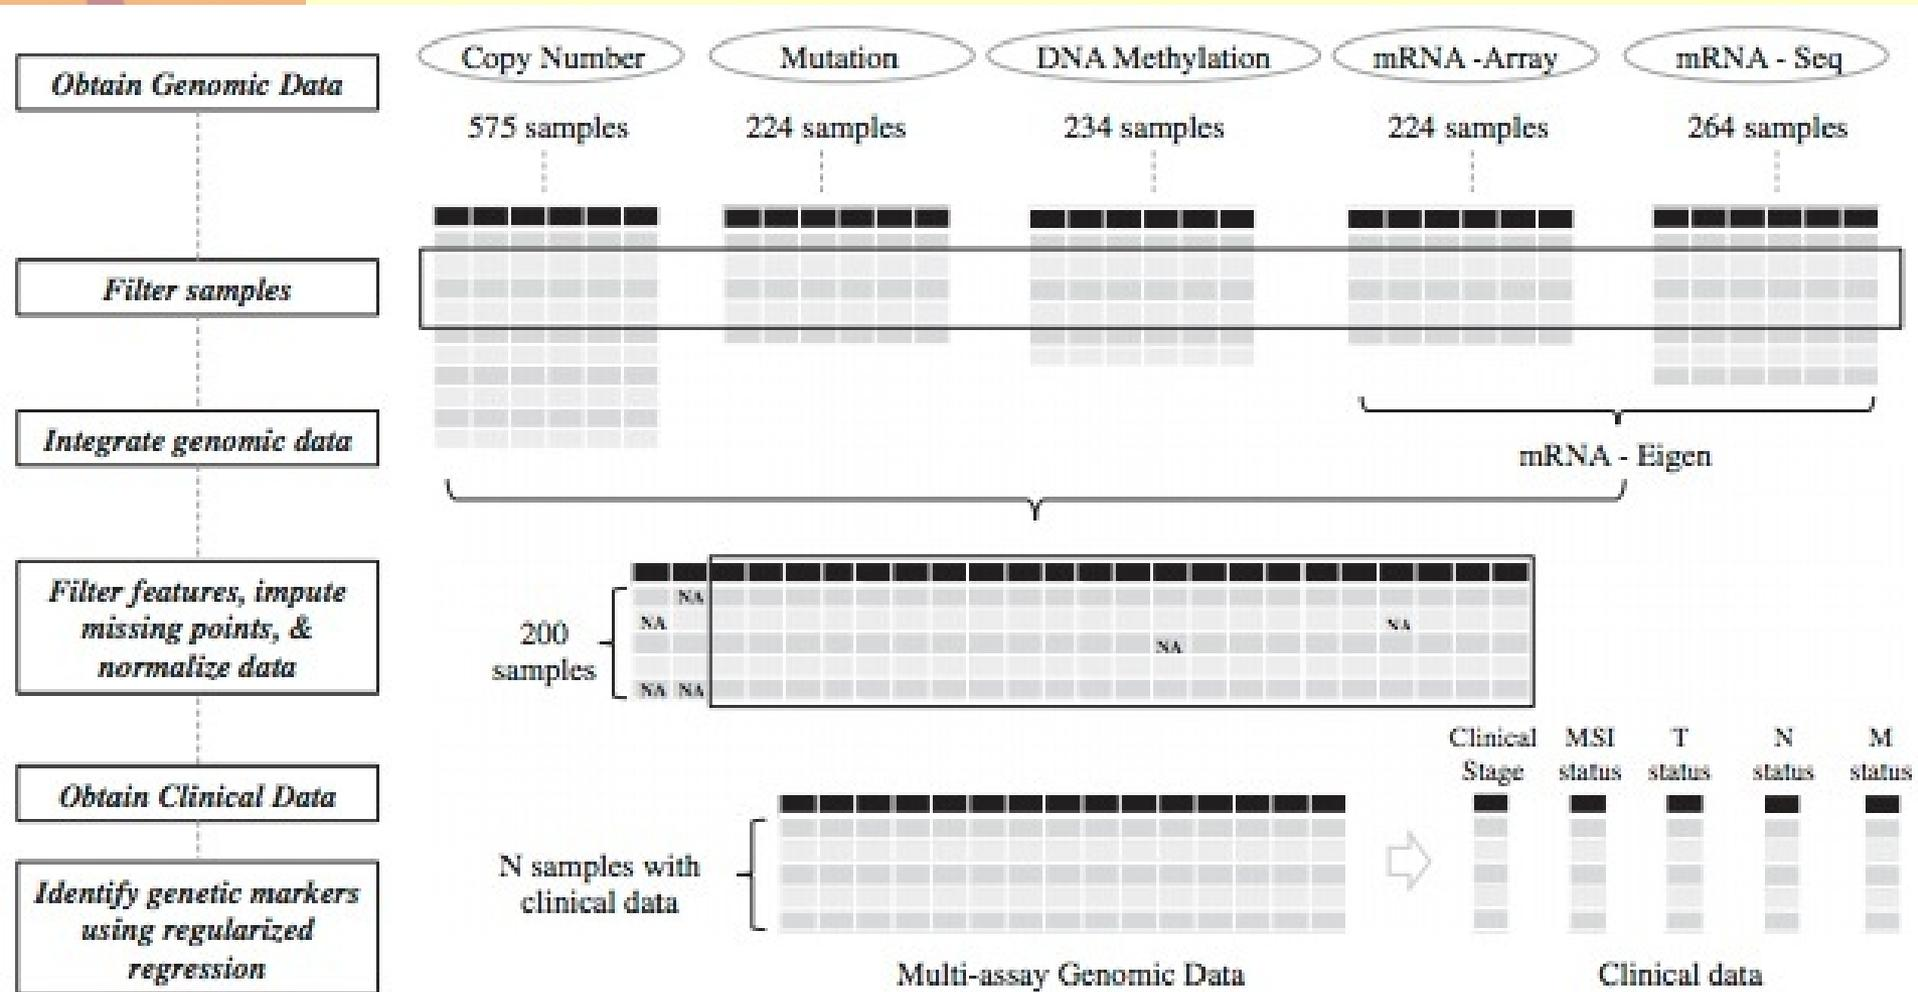 Obtain Genomic Data
Copy Number
Mutation
DNA Methylation
mRNA -Array
mRNA - Seq
575 samples
224 samples
234 samples
224 samples
264 samples
Filter samples
Integrate genomic data
mRNA - Eigen
Filter features, impute
missing points, &
normalize data
200
samples
NA
NA
NA
NA
NA NA
Clinical
Stage
MSI
status
T
status
N
status
M
status
Obtain Clinical Data
N samples with
clinical data
Identify genetic markers
using regularized
regression
Multi-assay Genomic Data
Clinical data